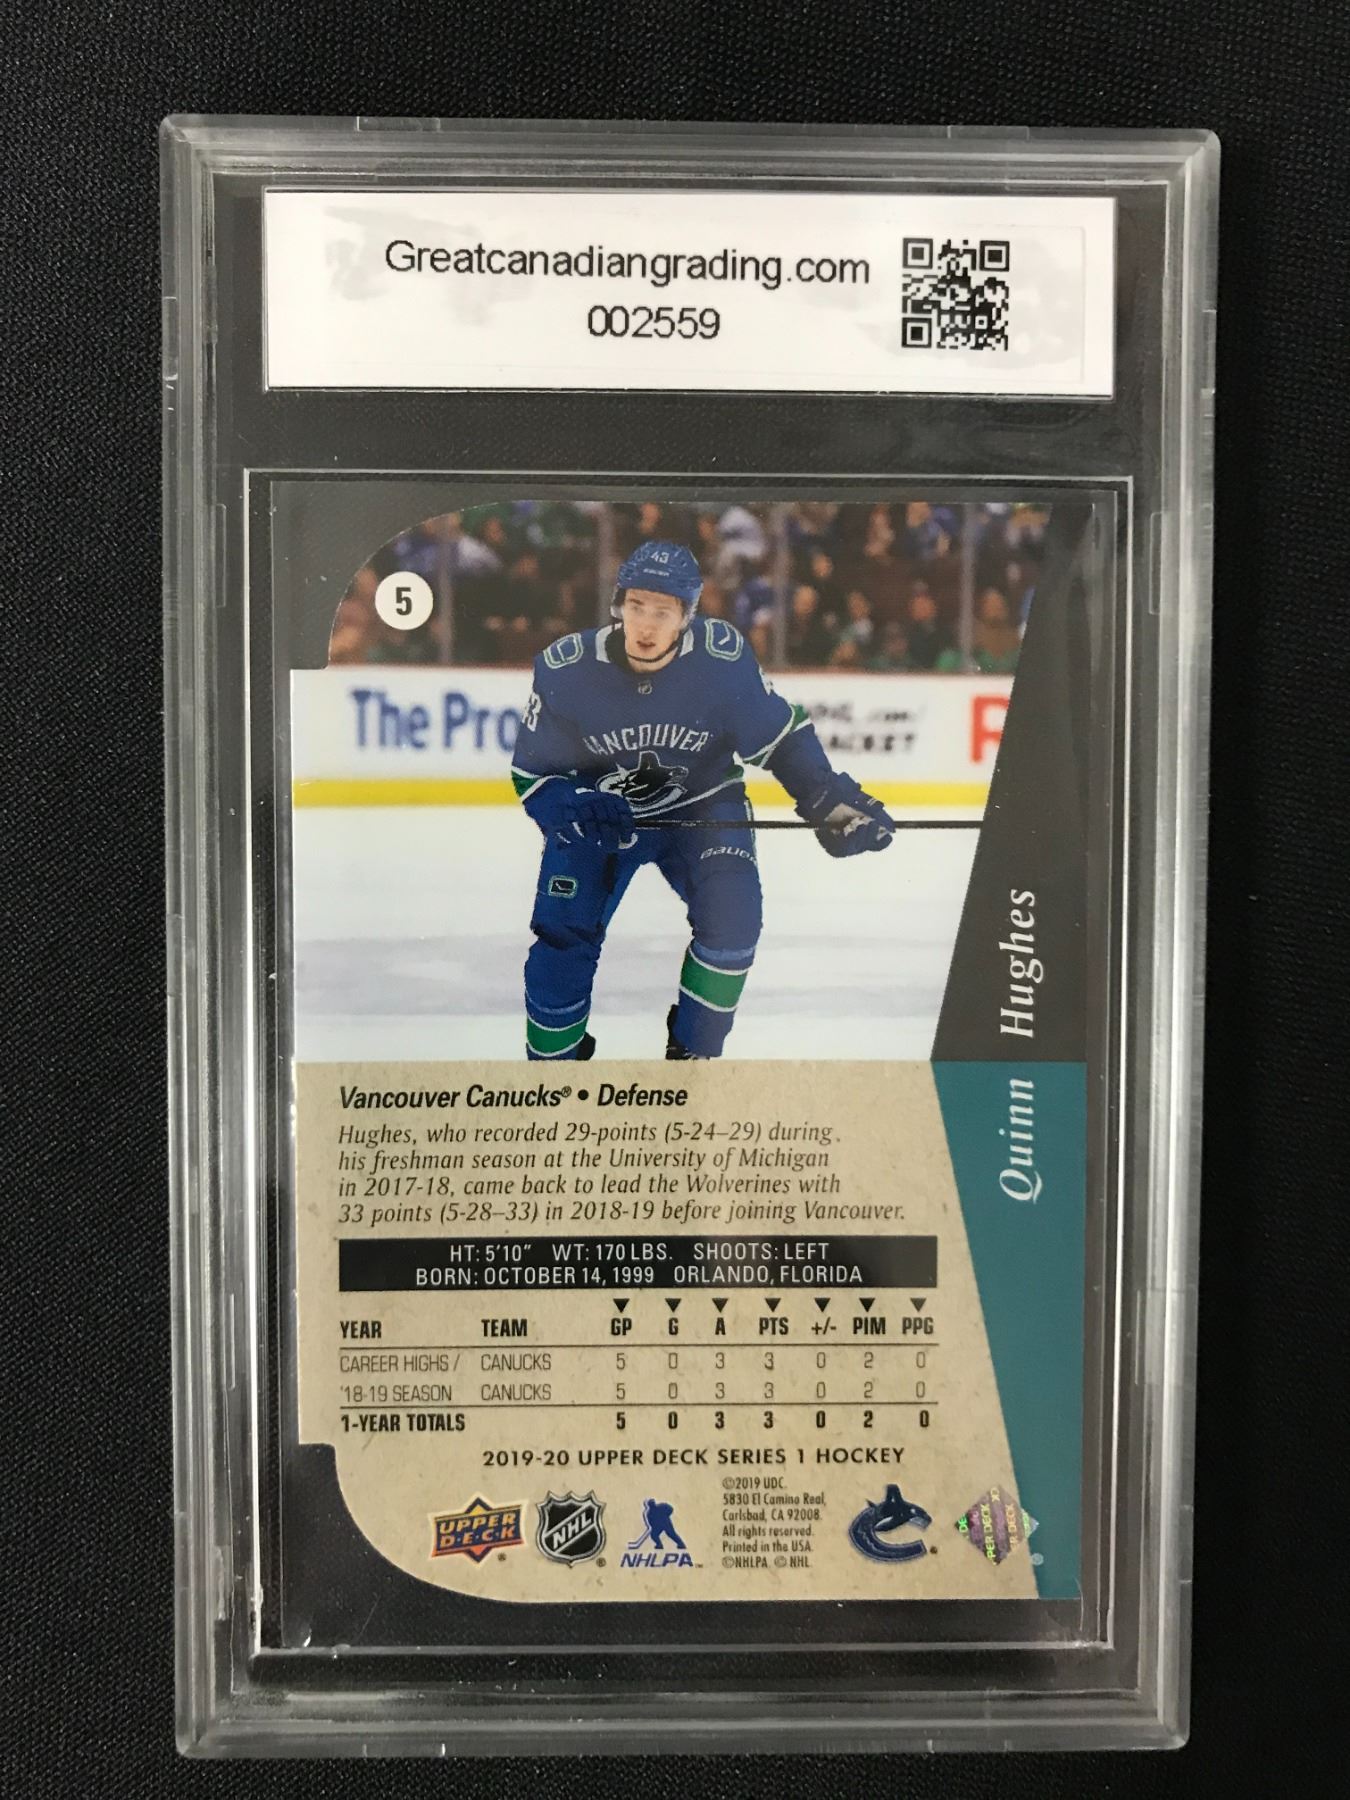 Greatcanadiangrading.com
002559
5
43
The Pro
ACKET
R
43
VANCOUVER
BAUER
Quinn Hughes
Vancouver Canucks® • Defense
Hughes, who recorded 29-points (5-24–29) during
his freshman season at the University of Michigan
in 2017-18, came back to lead the Wolverines with
33 points (5-28–33) in 2018-19 before joining Vancouver.
HT: 5'10" WT: 170 LBS. SHOOTS: LEFT
BORN: OCTOBER 14, 1999 ORLANDO, FLORIDA
YEAR TEAM GP G A PTS +/- PIM PPG
CAREER HIGHS / CANUCKS 5 0 3 3 0 2 0
'18-19 SEASON CANUCKS 5 0 3 3 0 2 0
1-YEAR TOTALS 5 0 3 3 0 2 0
2019-20 UPPER DECK SERIES 1 HOCKEY
UPPER
D·E·C·K
®
NHL
®
NHLPA™
©2019 UDC.
5830 El Camino Real,
Carlsbad, CA 92008.
All rights reserved.
Printed in the USA.
©NHLPA © NHL
UPPER DECK